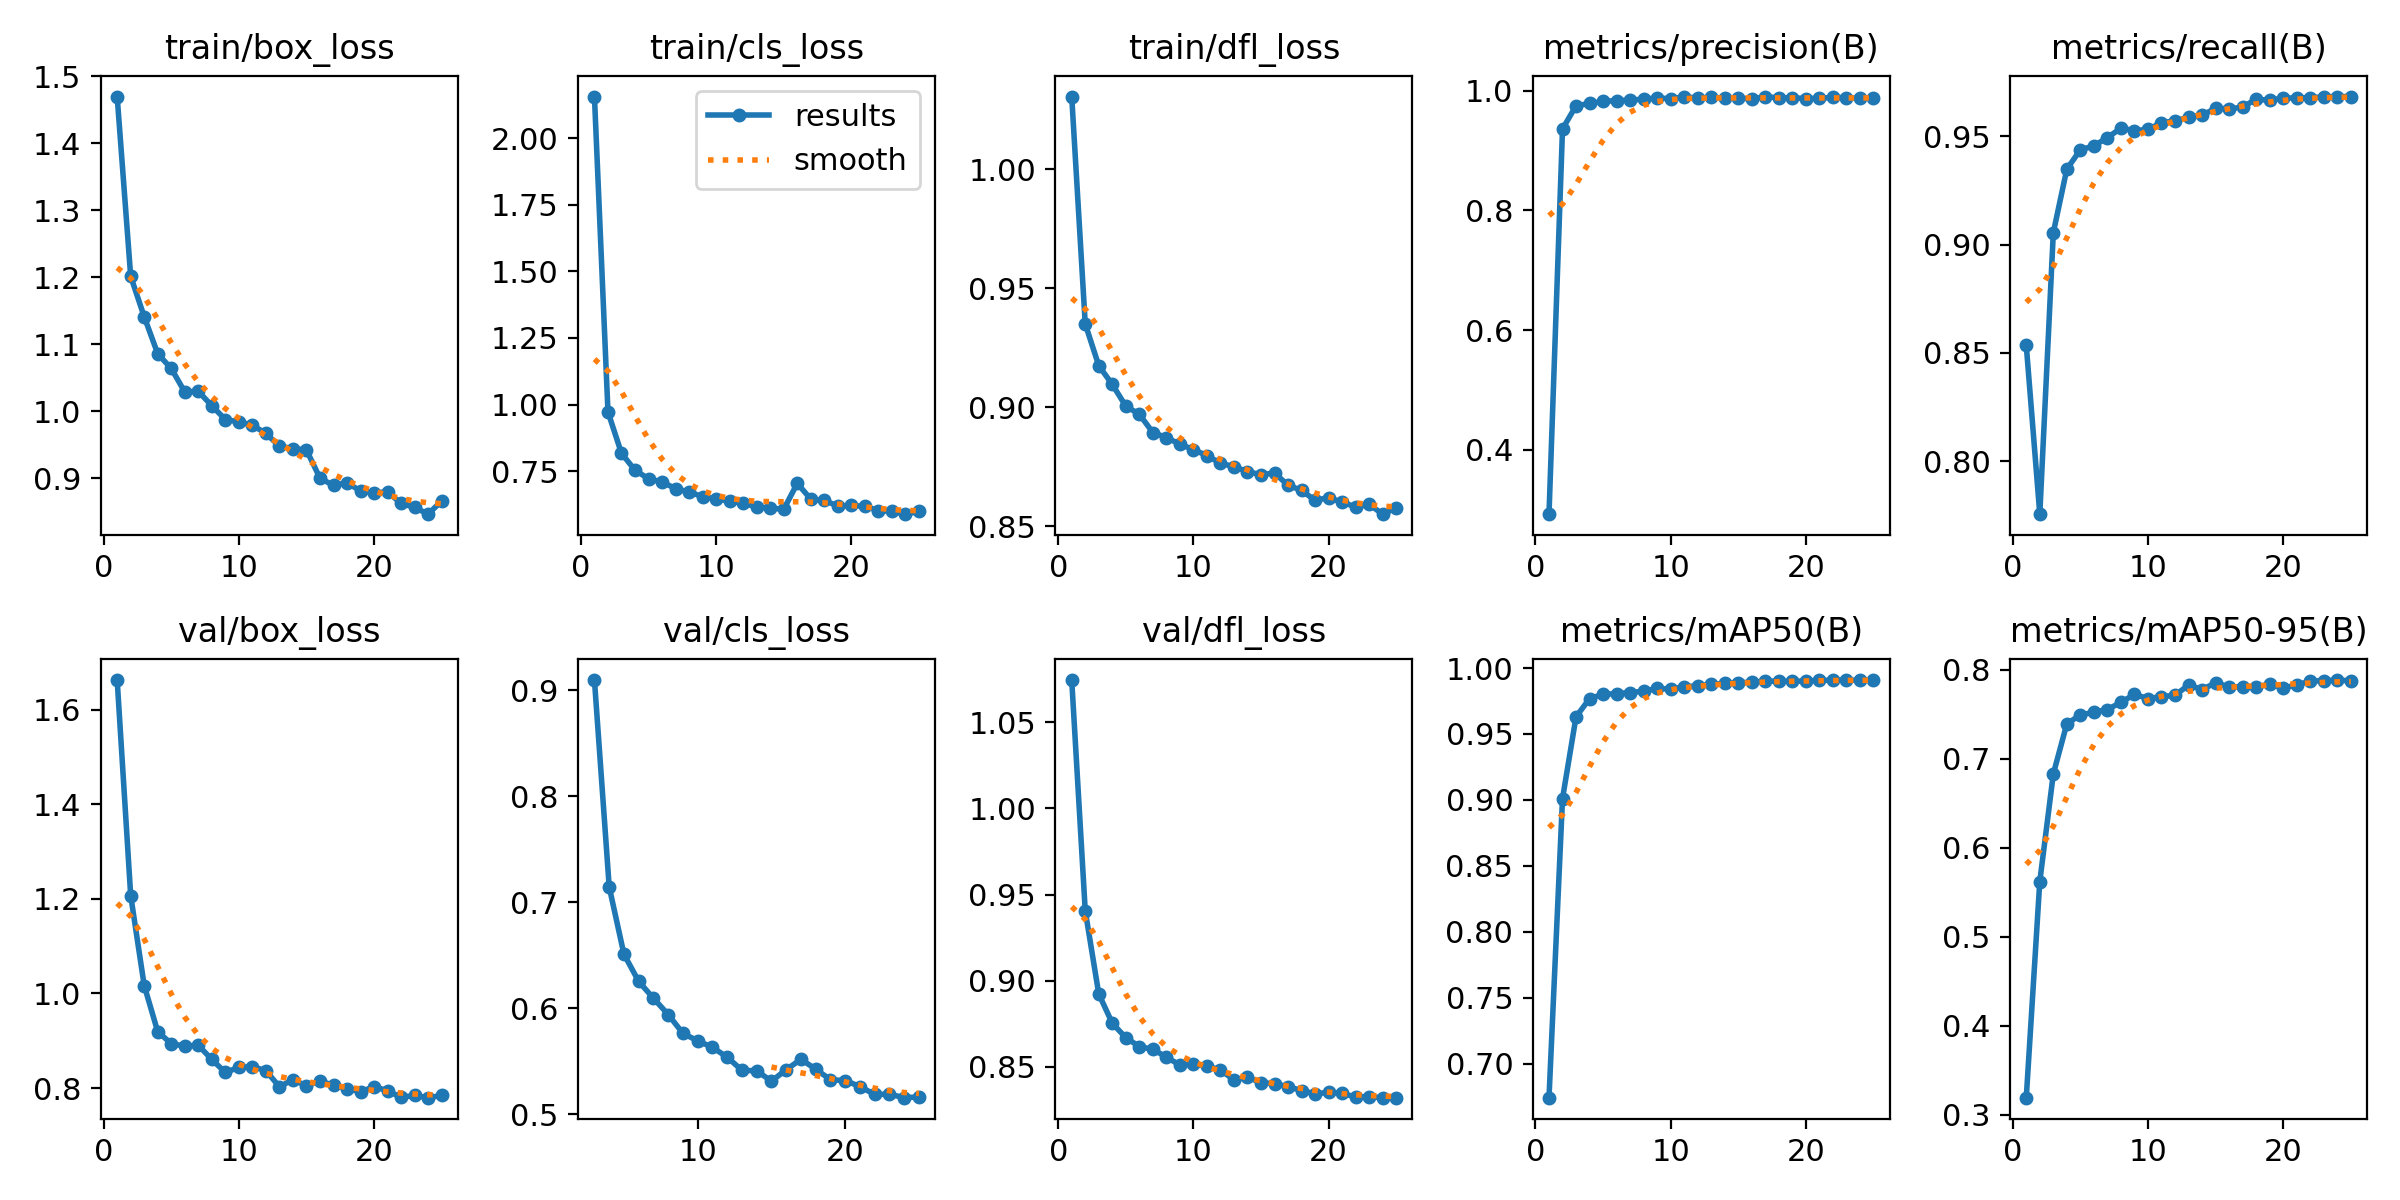 train/box_loss
1.5
1.4
1.3
1.2
1.1
1.0
0.9
0 10 20
train/cls_loss
results
smooth
2.00
1.75
1.50
1.25
1.00
0.75
0 10 20
train/dfl_loss
1.00
0.95
0.90
0.85
0 10 20
metrics/precision(B)
1.0
0.8
0.6
0.4
0 10 20
metrics/recall(B)
0.95
0.90
0.85
0.80
0 10 20
val/box_loss
1.6
1.4
1.2
1.0
0.8
0 10 20
val/cls_loss
0.9
0.8
0.7
0.6
0.5
10 20
val/dfl_loss
1.05
1.00
0.95
0.90
0.85
0 10 20
metrics/mAP50(B)
1.00
0.95
0.90
0.85
0.80
0.75
0.70
0 10 20
metrics/mAP50-95(B)
0.8
0.7
0.6
0.5
0.4
0.3
0 10 20